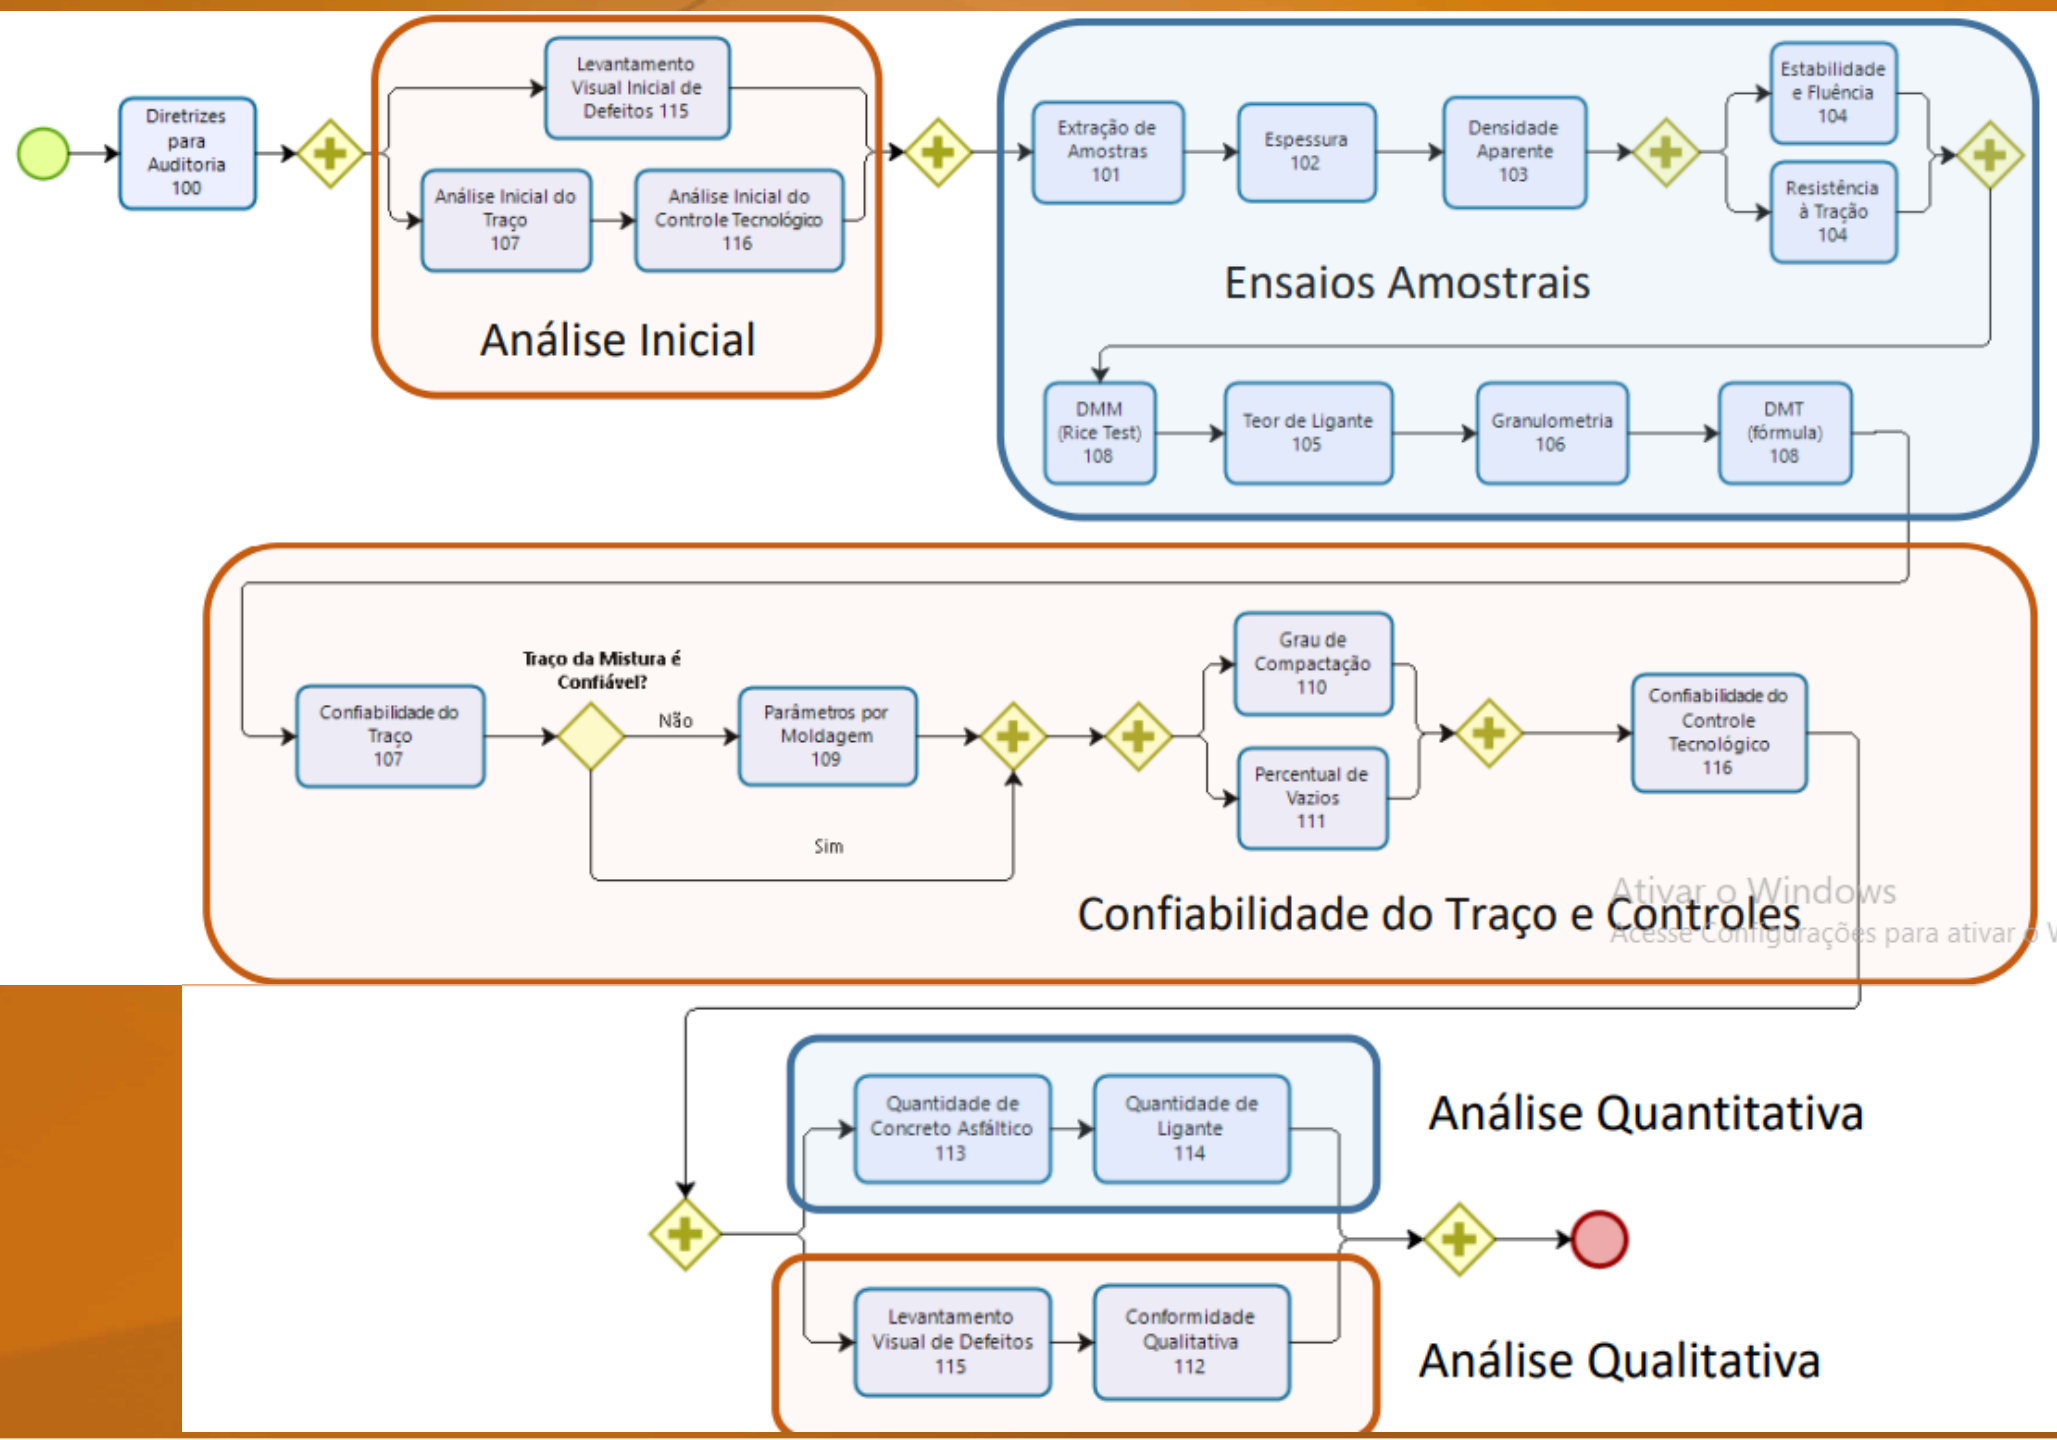 Diretrizes
para
Auditoria
100
Levantamento
Visual Inicial de
Defeitos 115
Análise Inicial do
Traço
107
Análise Inicial do
Controle Tecnológico
116
Análise Inicial
Extração de
Amostras
101
Espessura
102
Densidade
Aparente
103
Estabilidade
e Fluência
104
Resistência
à Tração
104
Ensaios Amostrais
DMM
(Rice Test)
108
Teor de Ligante
105
Granulometria
106
DMT
(fórmula)
108
Confiabilidade do
Traço
107
Traço da Mistura é
Confiável?
Não
Sim
Parâmetros por
Moldagem
109
Grau de
Compactação
110
Percentual de
Vazios
111
Confiabilidade do
Controle
Tecnológico
116
Confiabilidade do Traço e Controles
Ativar o Windows
Acesse Configurações para ativar o W
Quantidade de
Concreto Asfáltico
113
Quantidade de
Ligante
114
Análise Quantitativa
Levantamento
Visual de Defeitos
115
Conformidade
Qualitativa
112
Análise Qualitativa